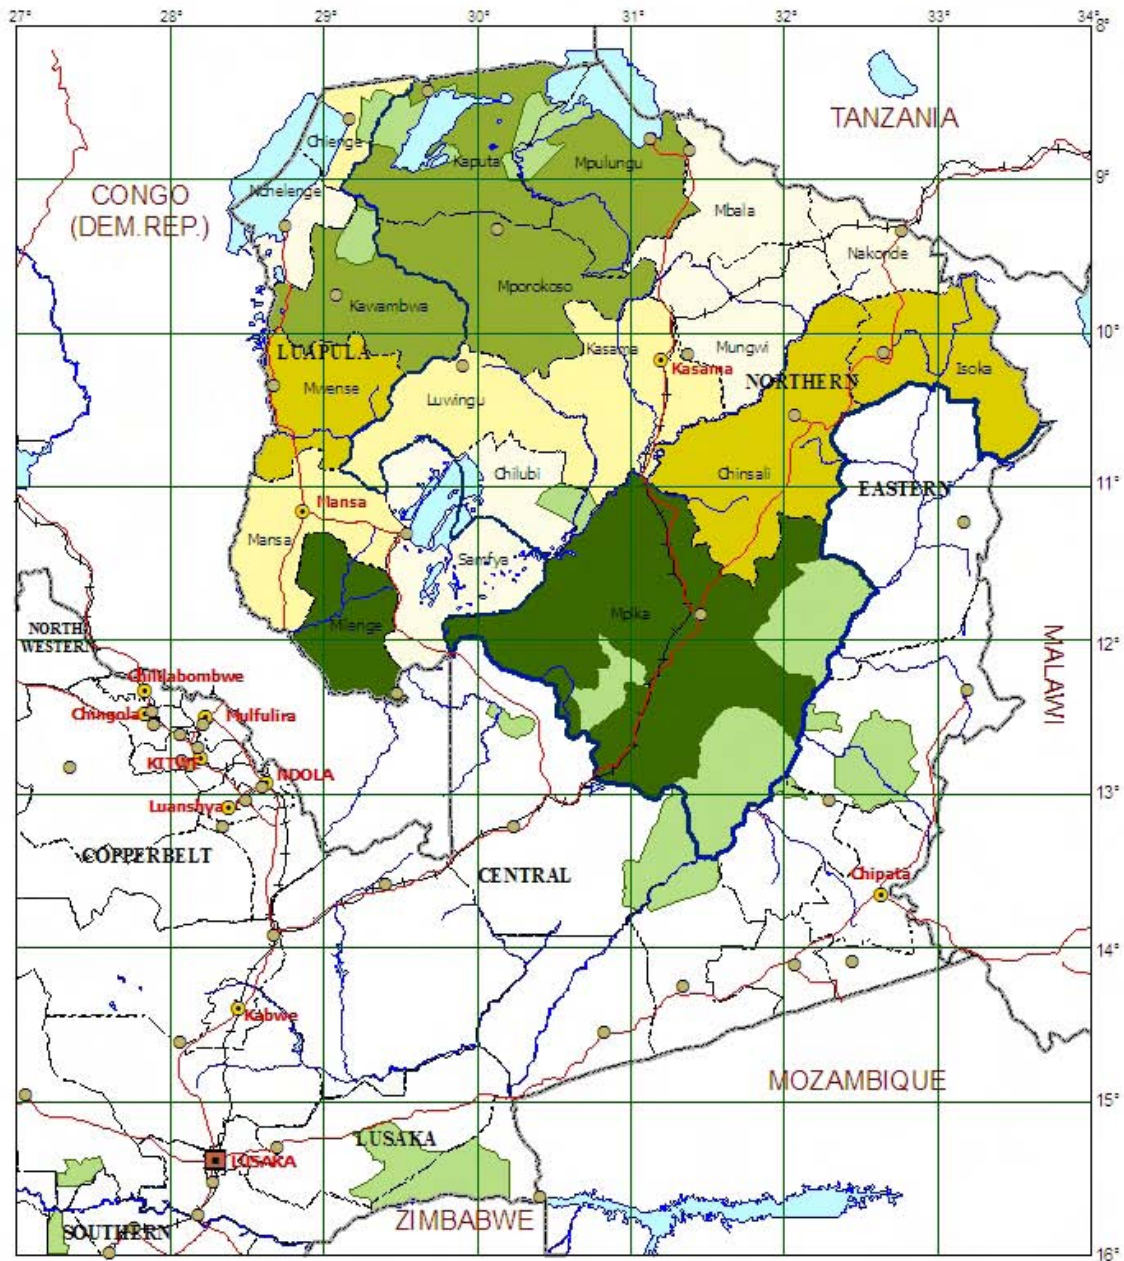 27° 28° 29° 30° 31° 32° 33° 34°
8°
TANZANIA
Chienge
Kaputa
Mpulungu
9°
CONGO
(DEM.REP.)
Nchelenge
Mbala
Nakonde
Mporokoso
Kawambwa
10°
LUAPULA
Kasama
Mungwi
Kasama
Isoka
NORTHERN
Mwense
Luwingu
Chilubi
Chinsali
11°
EASTERN
Mansa
Mansa
Samfya
Mpika
Milenge
NORTH
WESTERN
12°
MALAWI
Chililabombwe
Chingola
Mulfulira
KITWE
NDOLA
Luanshya
13°
COPPERBELT
CENTRAL
Chipata
14°
Kabwe
MOZAMBIQUE
15°
LUSAKA
LUSAKA
ZIMBABWE
SOUTHERN
16°